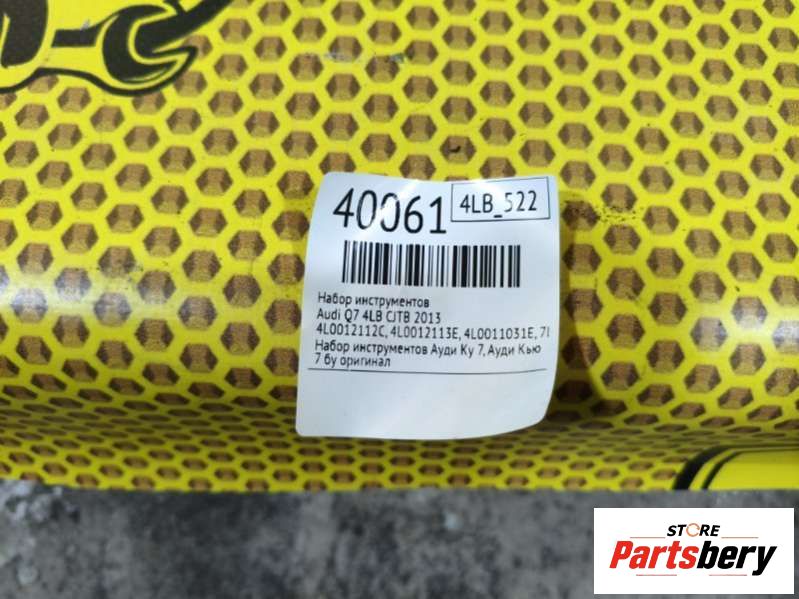 40061
4LB_522
Набор инструментов
Audi Q7 4LB CJTB 2013
4L0012112C, 4L0012113E, 4L0011031E,
Набор инструментов Ауди Ку 7, Ауди Кью
7 бу оригинал
STORE
Partsbery